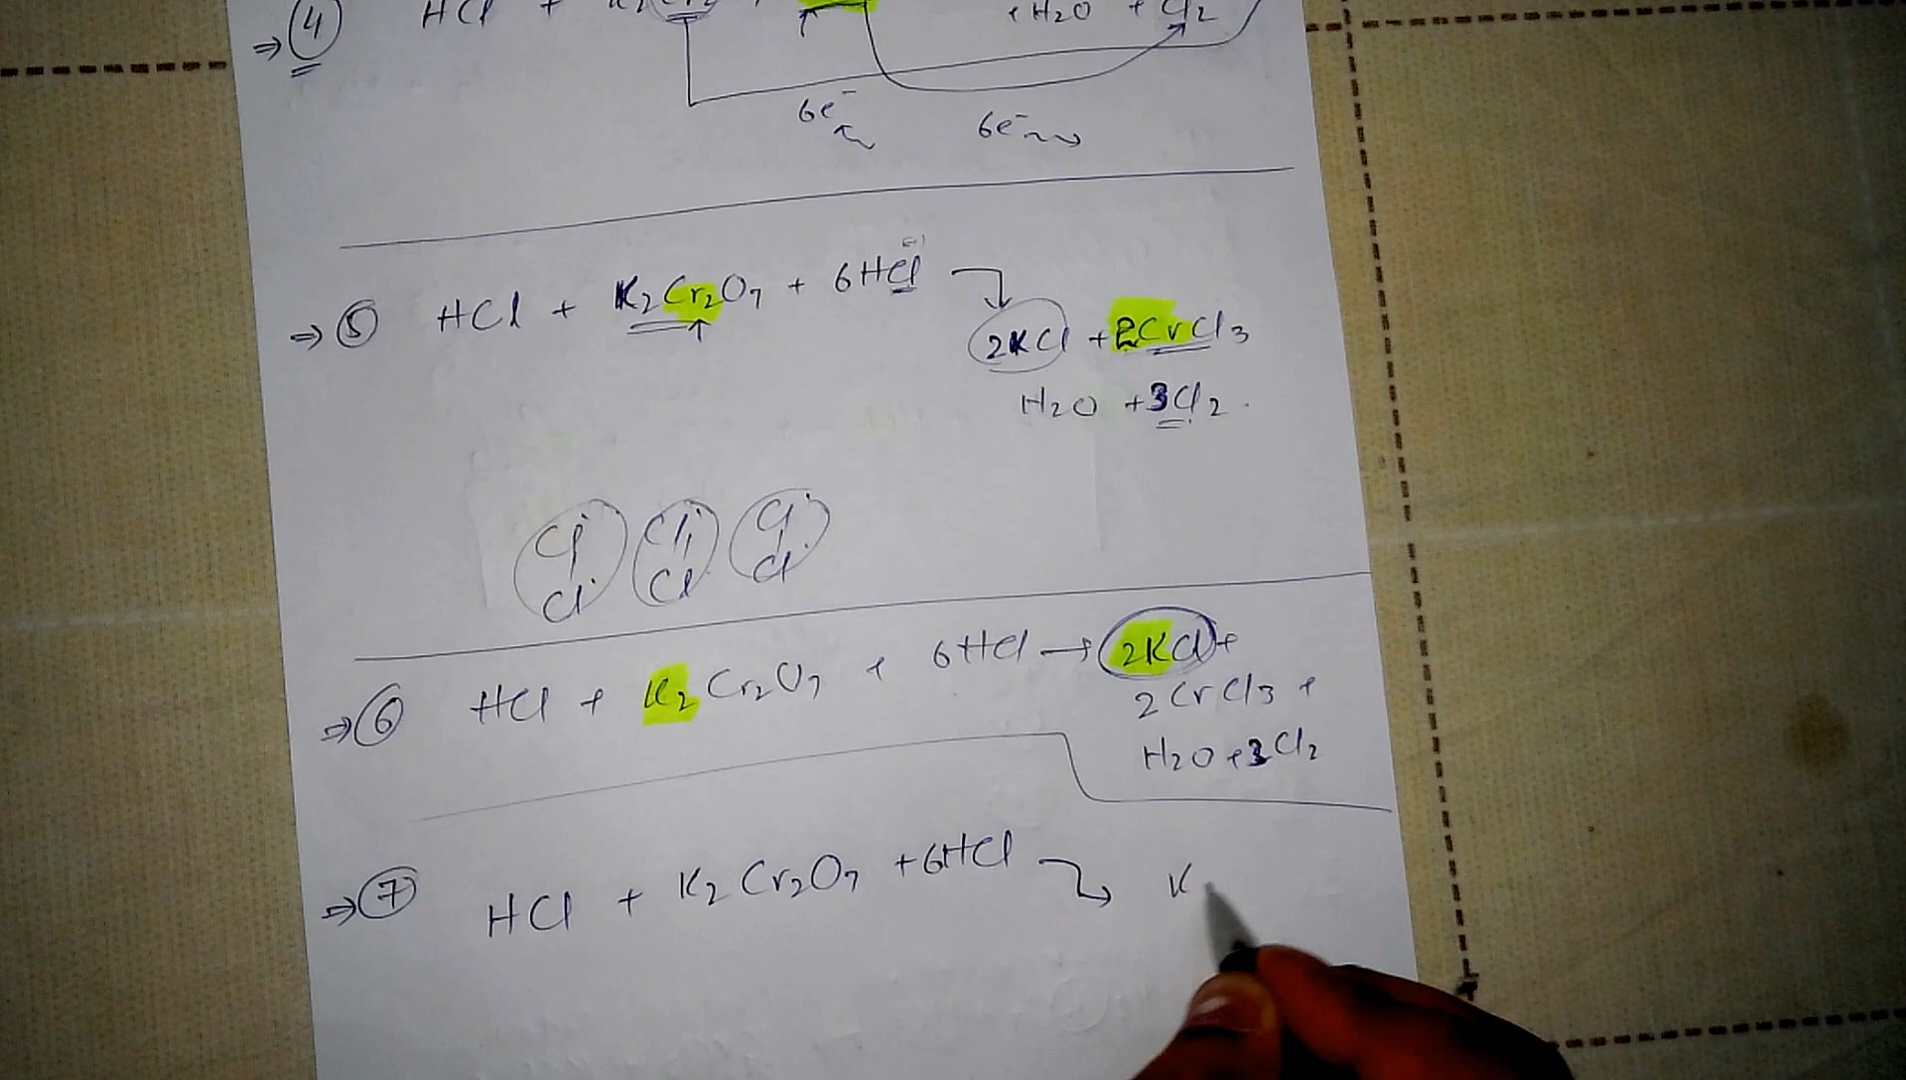 ⇒ 4 HCl +
+ H2O + Cl2
6e⁻ 6e⁻
⇒ 5 HCl + K2Cr2O7 + 6HCl
2KCl + 2CrCl3
H2O + 3Cl2.
Cl Cl Cl
Cl Cl Cl
⇒ 6 HCl + K2Cr2O7 + 6HCl → 2KCl +
2CrCl3 +
H2O + 3Cl2
⇒ 7 HCl + K2Cr2O7 + 6HCl K